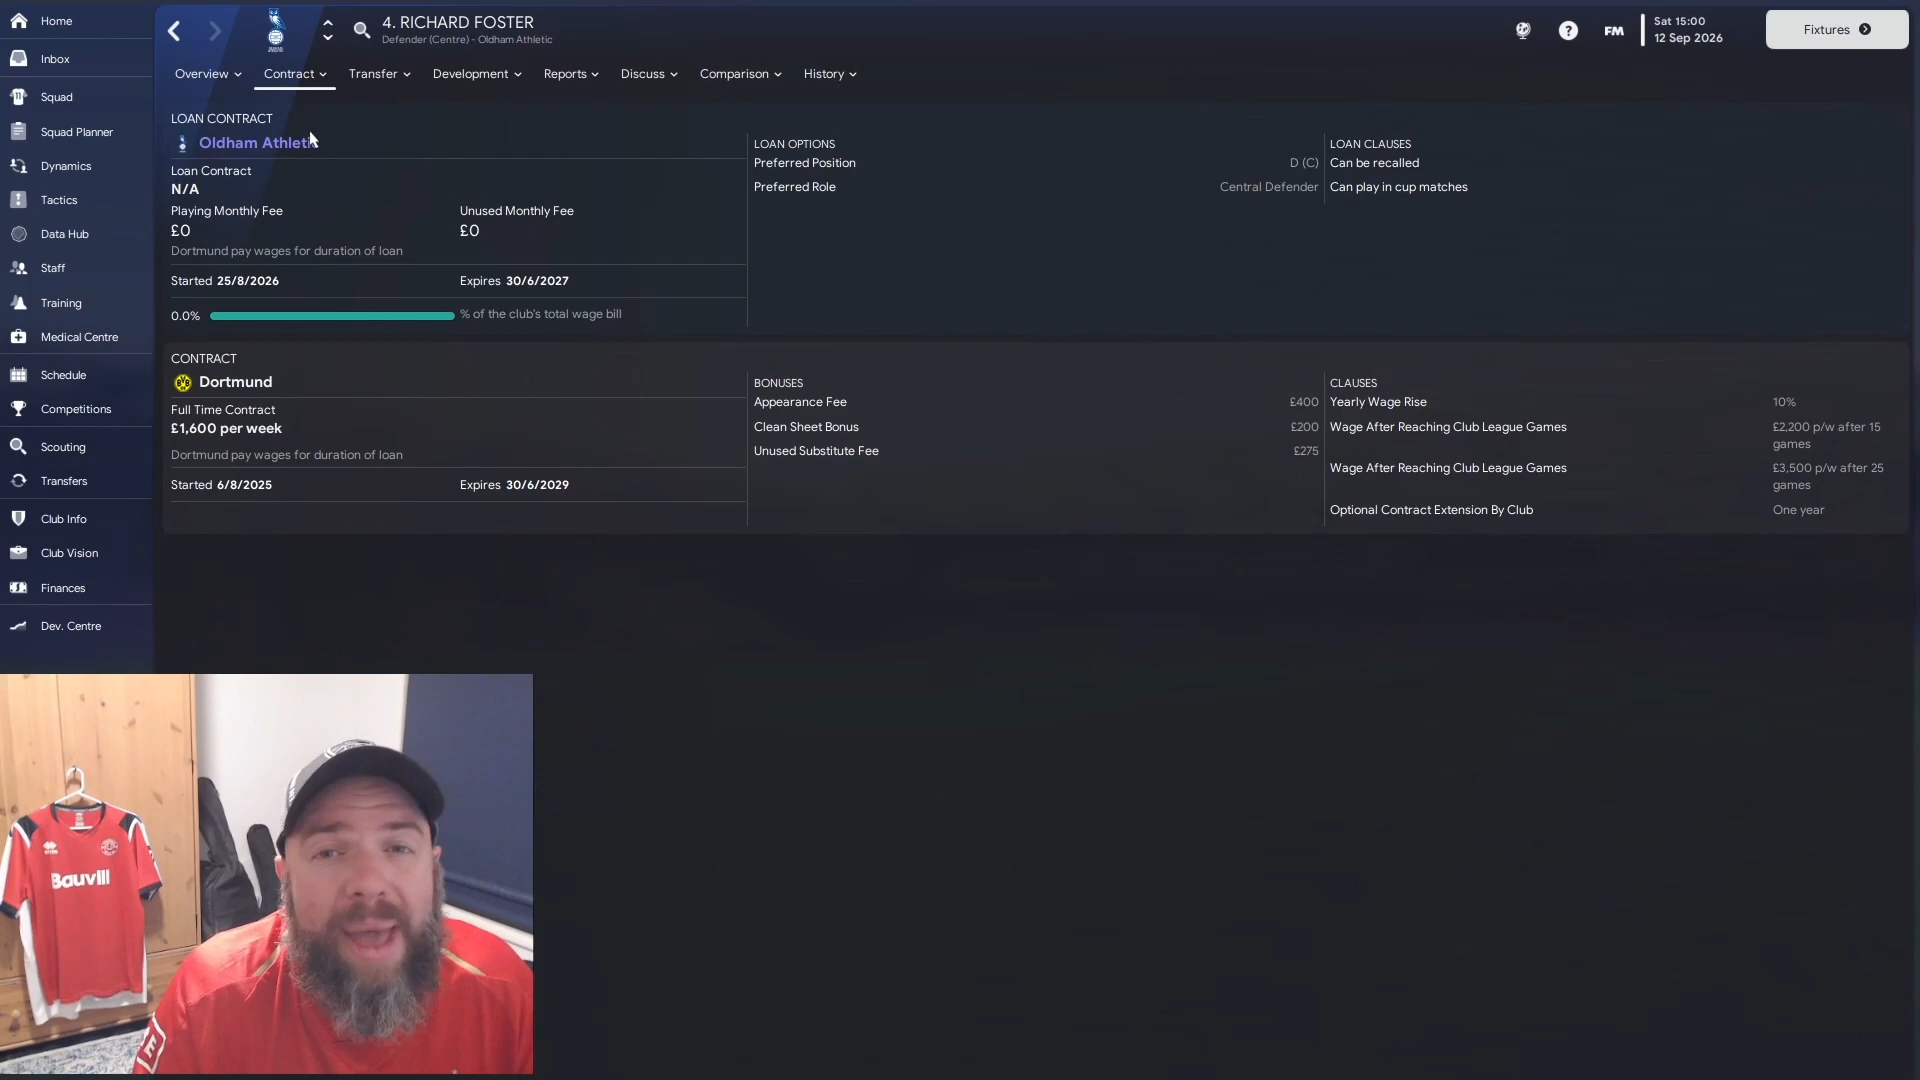 Home
Inbox
Squad
Squad Planner
Dynamics
Tactics
Data Hub
Staff
Training
Medical Centre
Schedule
Competitions
Scouting
Transfers
Club Info
Club Vision
Finances
Dev. Centre
4. RICHARD FOSTER
Defender (Centre) - Oldham Athletic
FM
Sat 15:00
12 Sep 2026
Fixtures
Overview Contract Transfer Development Reports Discuss Comparison History
LOAN CONTRACT
Oldham Athletic
Loan Contract
N/A
Playing Monthly Fee Unused Monthly Fee
£0 £0
Dortmund pay wages for duration of loan
Started 25/8/2026 Expires 30/6/2027
0.0% % of the club's total wage bill
LOAN OPTIONS
Preferred Position D (C)
Preferred Role Central Defender
LOAN CLAUSES
Can be recalled
Can play in cup matches
CONTRACT
Dortmund
Full Time Contract
£1,600 per week
Dortmund pay wages for duration of loan
Started 6/8/2025 Expires 30/6/2029
BONUSES
Appearance Fee £400
Clean Sheet Bonus £200
Unused Substitute Fee £275
CLAUSES
Yearly Wage Rise 10%
Wage After Reaching Club League Games £2,200 p/w after 15
games
Wage After Reaching Club League Games £3,500 p/w after 25
games
Optional Contract Extension By Club One year
Bauvill